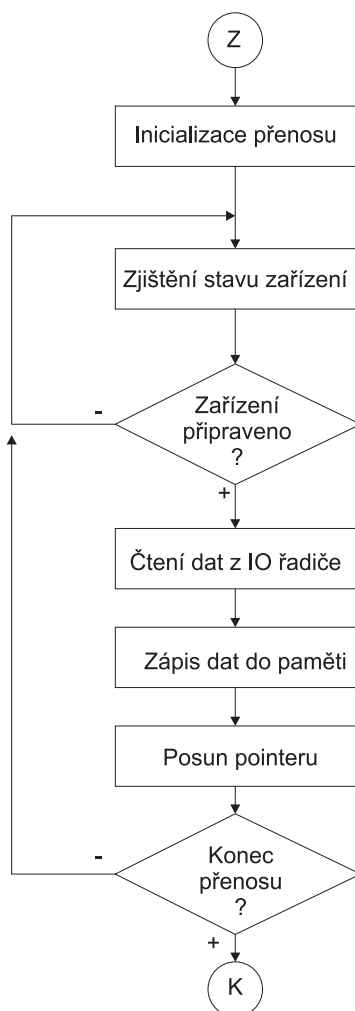 Z
Inicializace přenosu
Zjištění stavu zařízení
-
Zařízení
připraveno
?
+
Čtení dat z IO řadiče
Zápis dat do paměti
Posun pointeru
-
Konec
přenosu
?
+
K